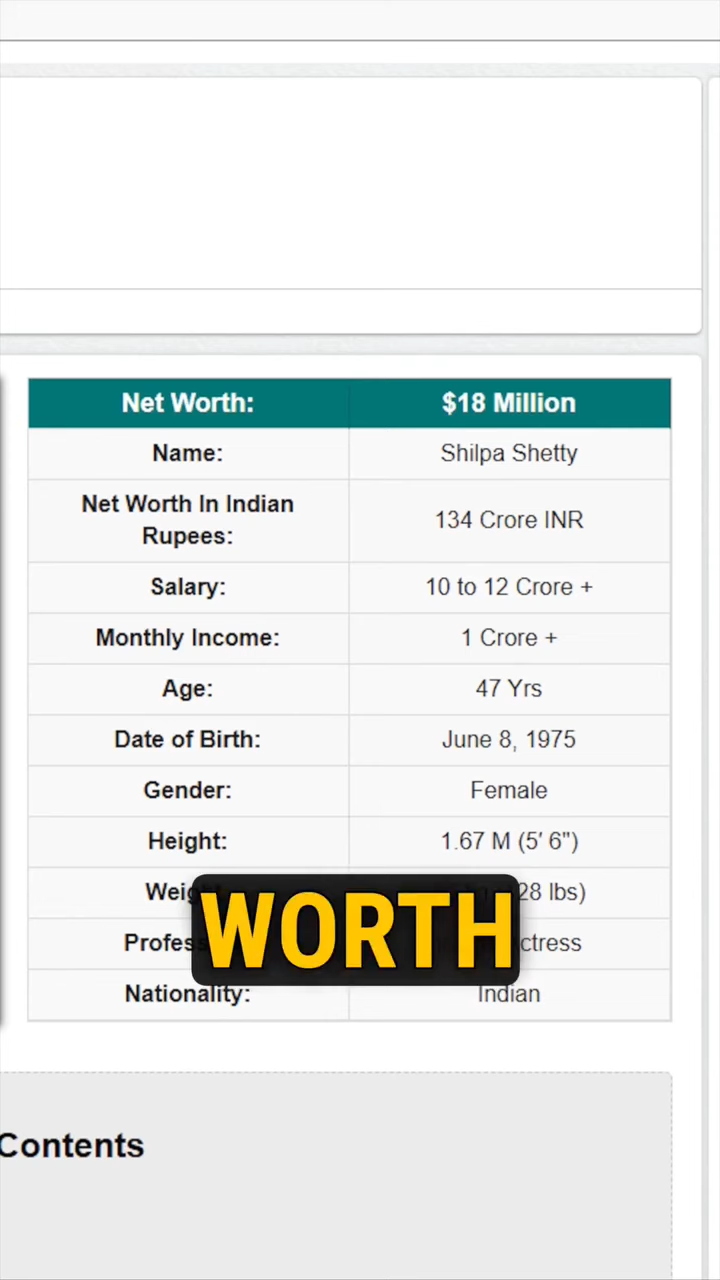 Net Worth: $18 Million
Name: Shilpa Shetty
Net Worth In Indian
Rupees: 134 Crore INR
Salary: 10 to 12 Crore +
Monthly Income: 1 Crore +
Age: 47 Yrs
Date of Birth: June 8, 1975
Gender: Female
Height: 1.67 M (5' 6")
lbs)
WORTH
Nationality: Indian
Contents